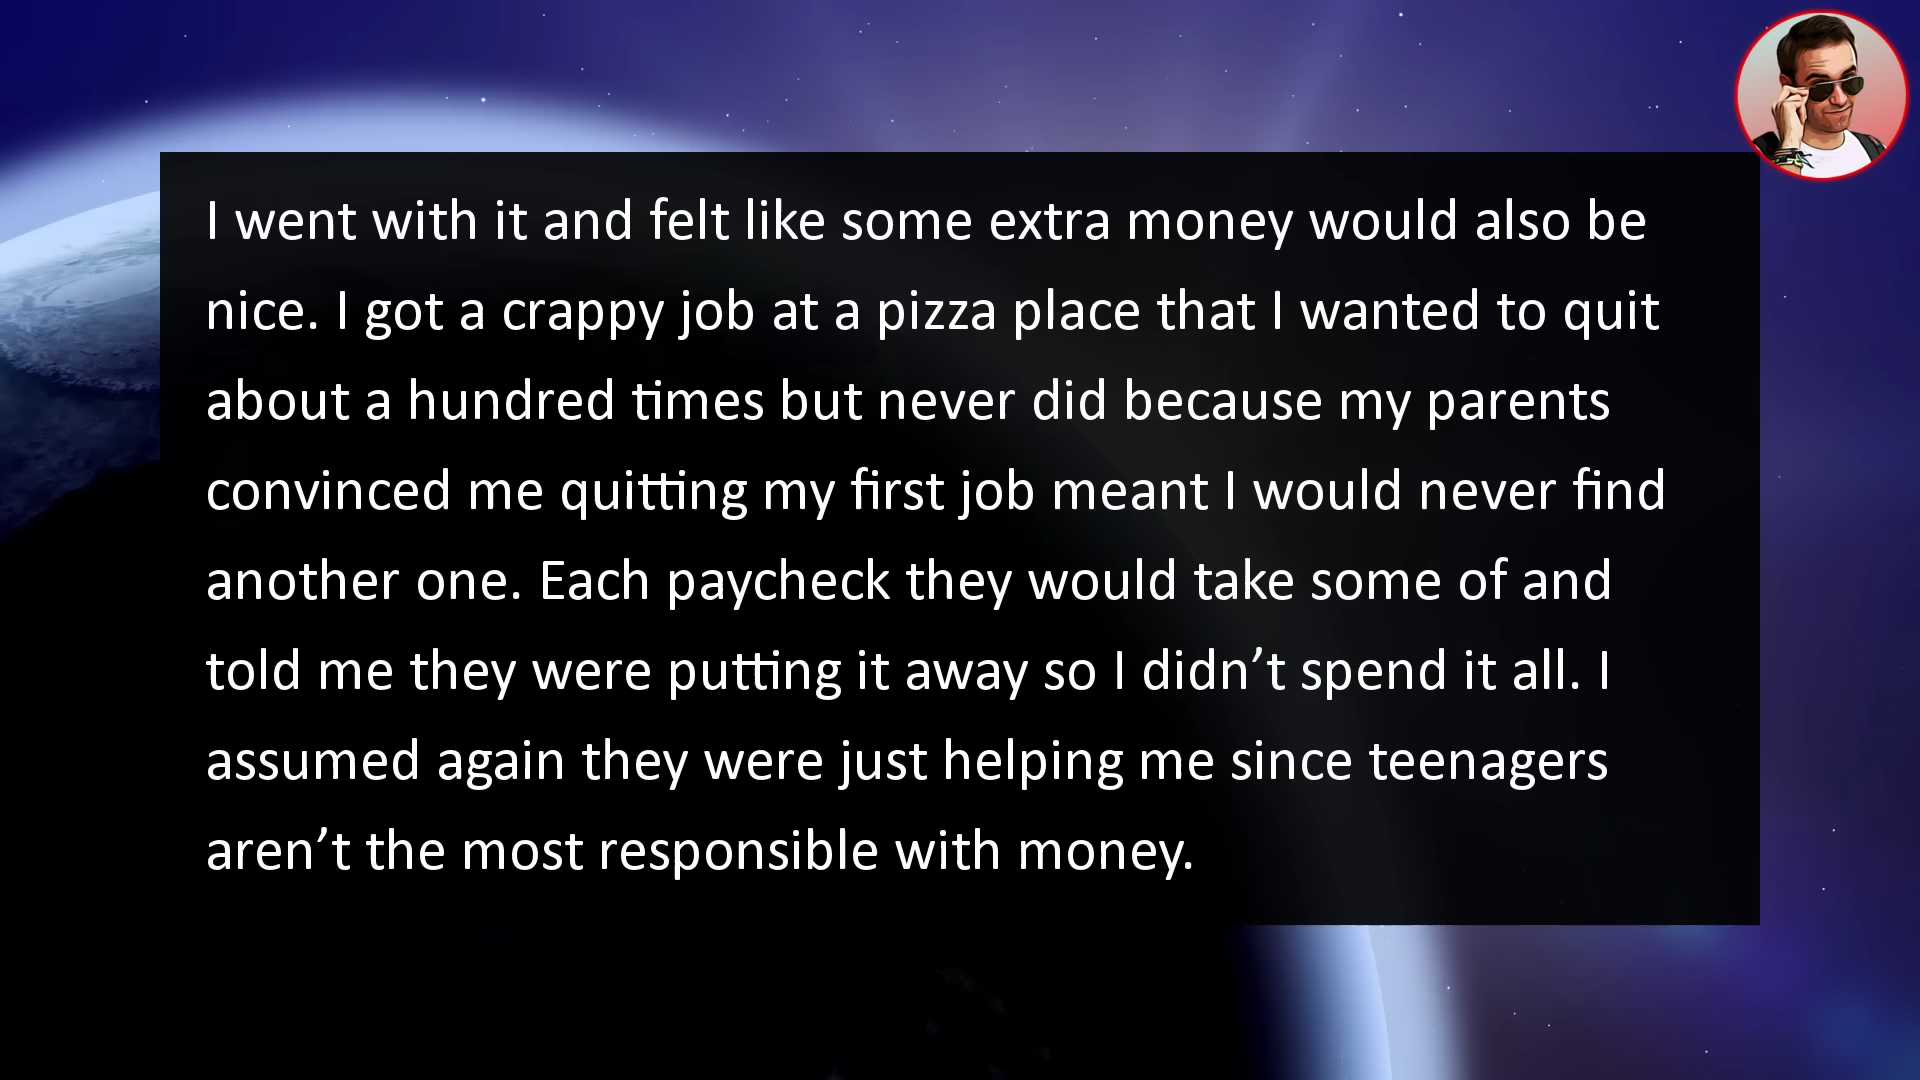 I went with it and felt like some extra money would also be
nice. I got a crappy job at a pizza place that I wanted to quit
about a hundred times but never did because my parents
convinced me quitting my first job meant I would never find
another one. Each paycheck they would take some of and
told me they were putting it away so I didn’t spend it all. I
assumed again they were just helping me since teenagers
aren’t the most responsible with money.